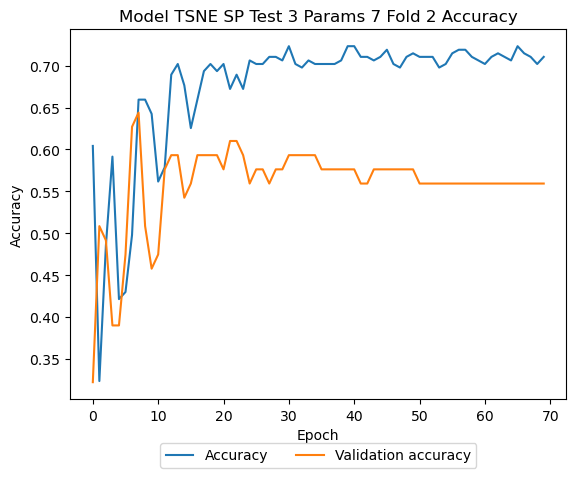 Model TSNE SP Test 3 Params 7 Fold 2 Accuracy
Accuracy
0.70
0.65
0.60
0.55
0.50
0.45
0.40
0.35
0 10 20 30 40 50 60 70
Epoch
Accuracy Validation accuracy